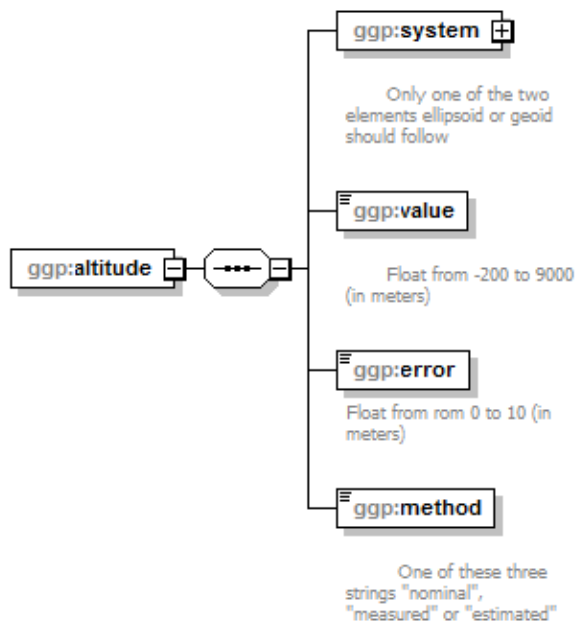 ggp:system
Only one of the two
elements ellipsoid or geoid
should follow
ggp:value
Float from -200 to 9000
(in meters)
ggp:altitude
ggp:error
Float from rom 0 to 10 (in
meters)
ggp:method
One of these three
strings "nominal",
"measured" or "estimated"